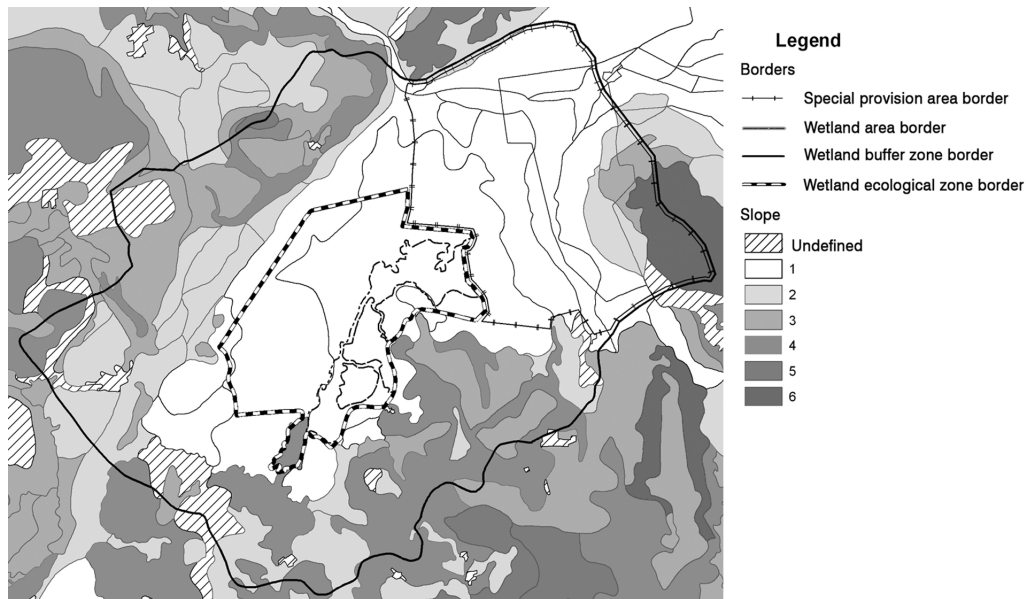 Legend
Borders
Special provision area border
Wetland area border
Wetland buffer zone border
Wetland ecological zone border
Slope
Undefined
1
2
3
4
5
6